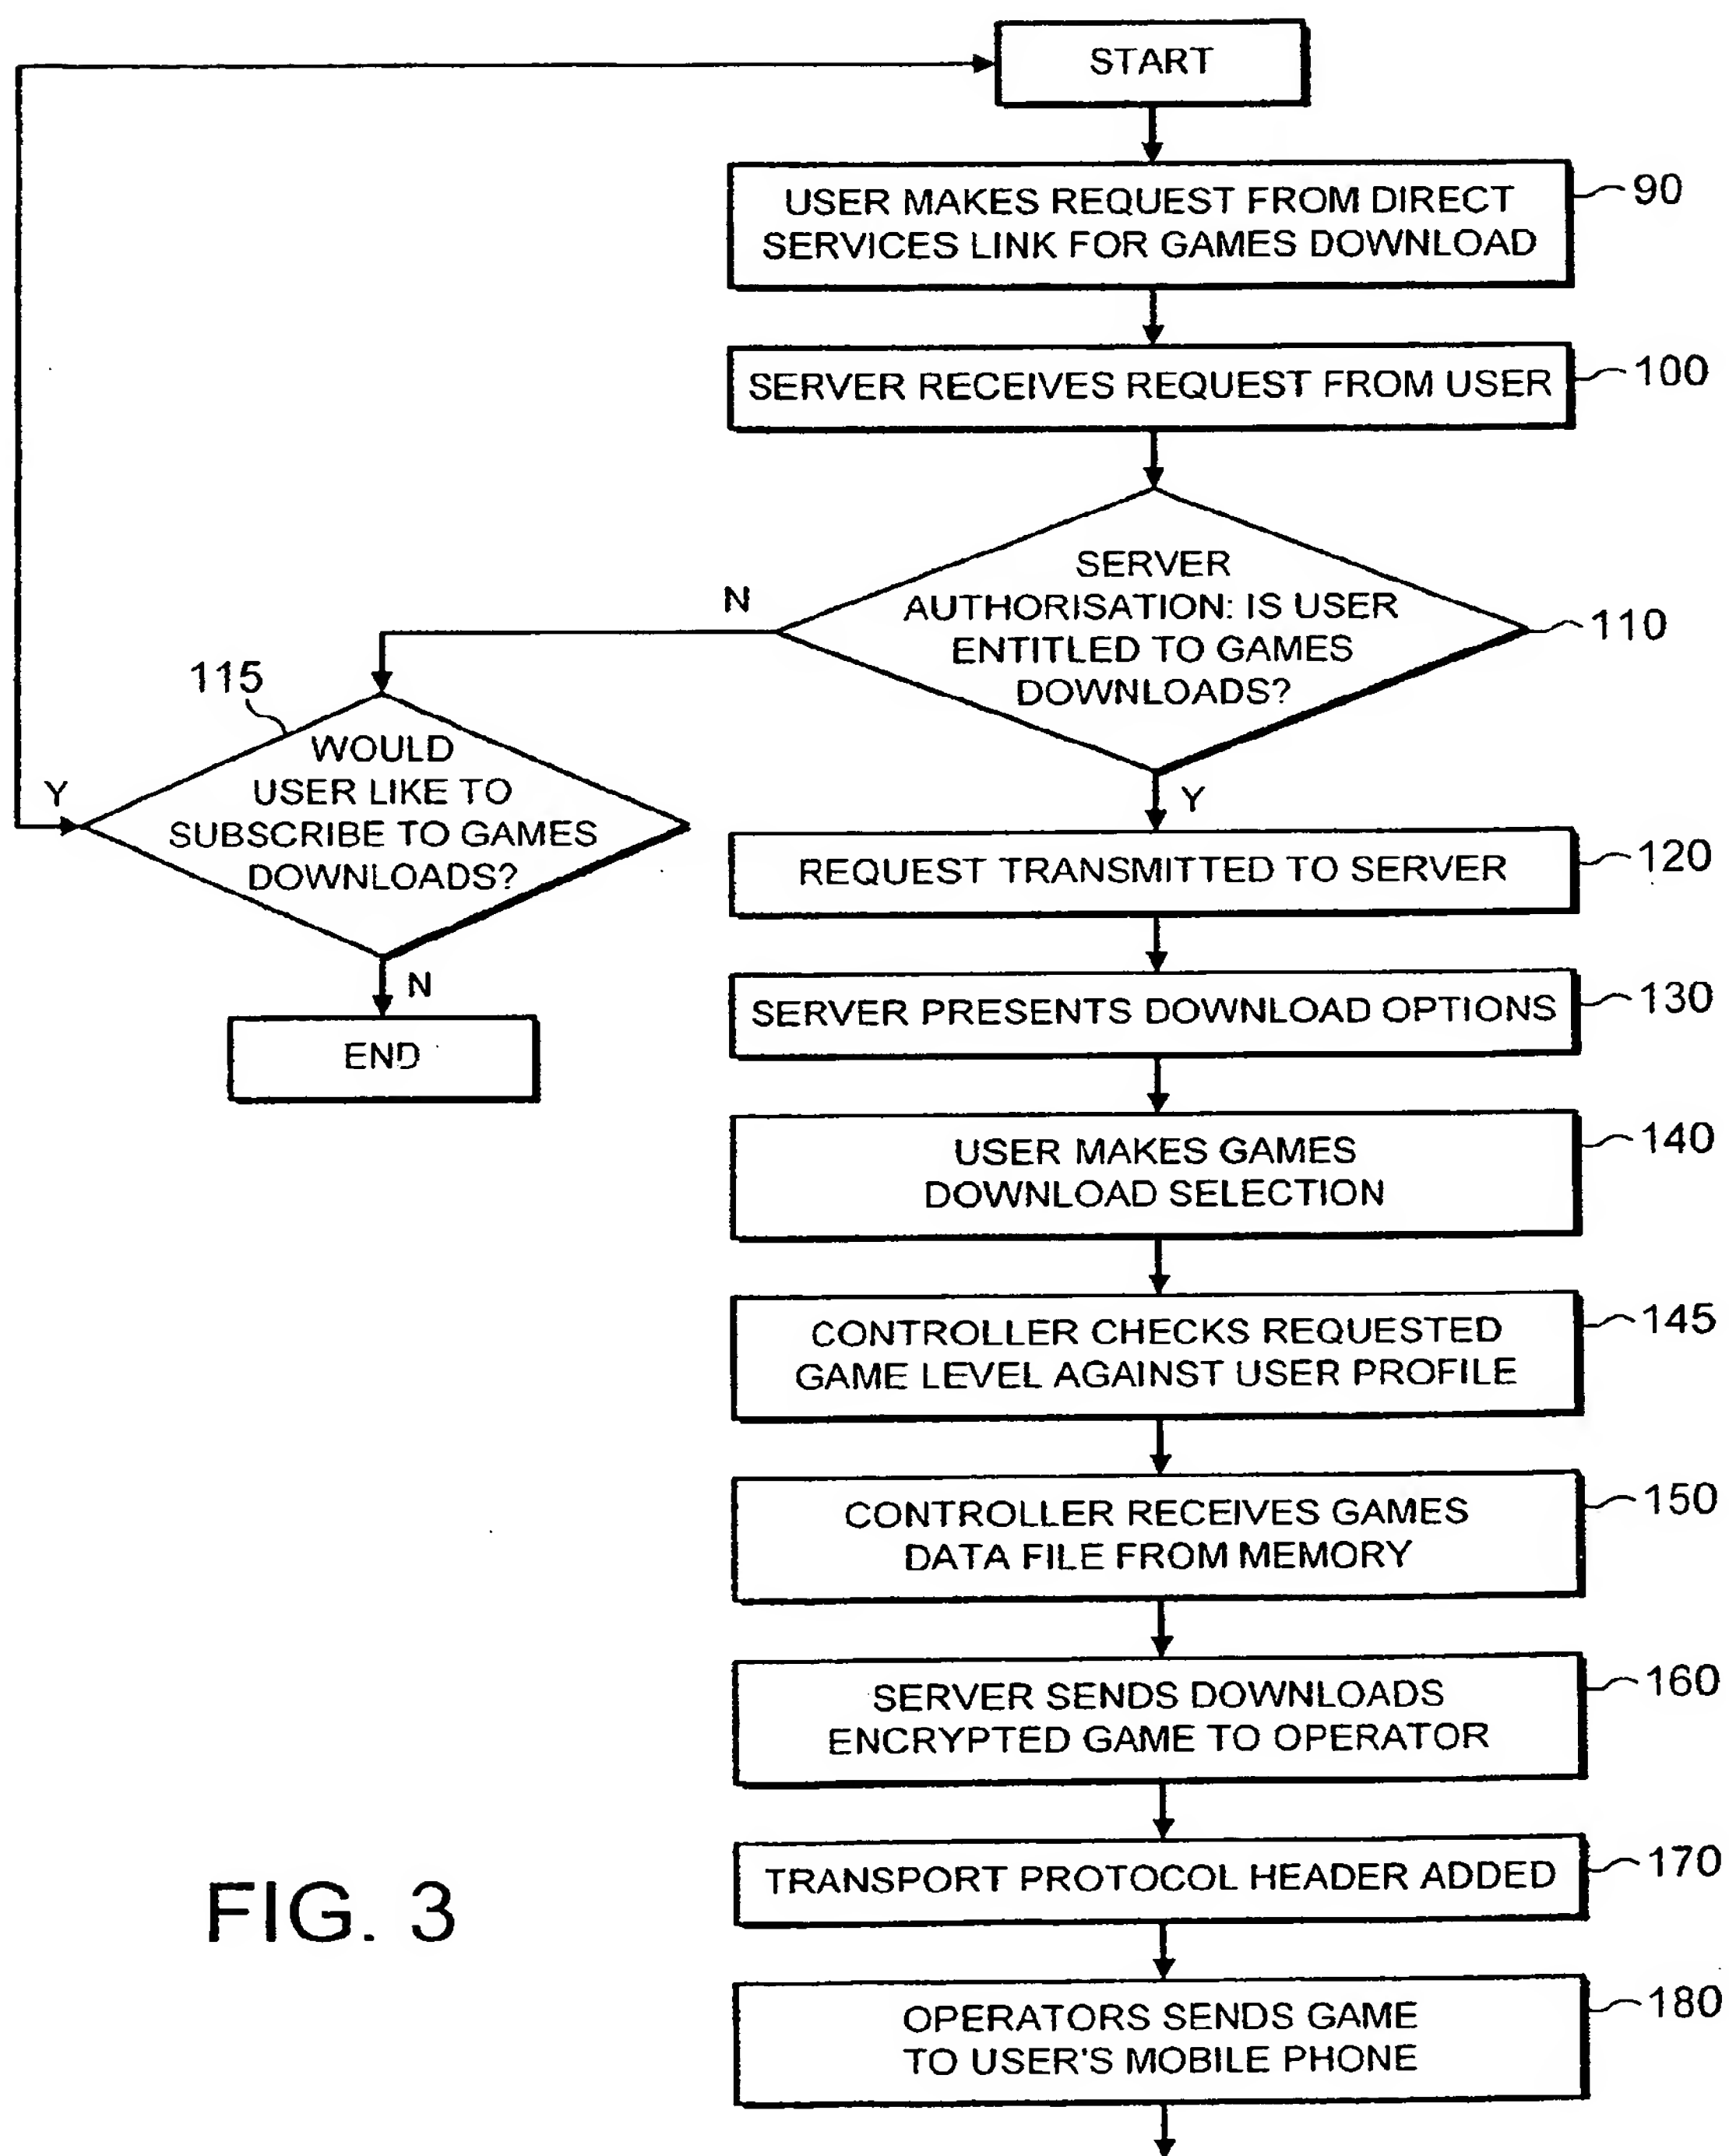 START
USER MAKES REQUEST FROM DIRECT
SERVICES LINK FOR GAMES DOWNLOAD
90
SERVER RECEIVES REQUEST FROM USER
100
SERVER
AUTHORISATION: IS USER
ENTITLED TO GAMES
DOWNLOADS?
110
N
Y
115
WOULD
USER LIKE TO
SUBSCRIBE TO GAMES
DOWNLOADS?
Y
N
END
REQUEST TRANSMITTED TO SERVER
120
SERVER PRESENTS DOWNLOAD OPTIONS
130
USER MAKES GAMES
DOWNLOAD SELECTION
140
CONTROLLER CHECKS REQUESTED
GAME LEVEL AGAINST USER PROFILE
145
CONTROLLER RECEIVES GAMES
DATA FILE FROM MEMORY
150
SERVER SENDS DOWNLOADS
ENCRYPTED GAME TO OPERATOR
160
TRANSPORT PROTOCOL HEADER ADDED
170
OPERATORS SENDS GAME
TO USER'S MOBILE PHONE
180
FIG. 3